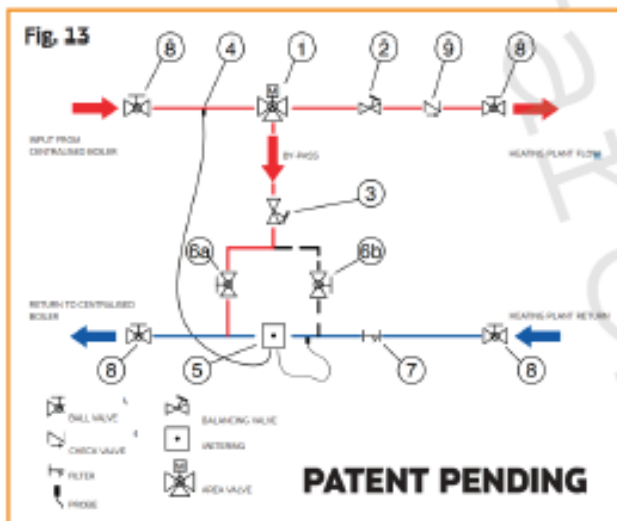 Fig. 13
8
4
1
2
9
8
M
INPUT FROM
CENTRALISED BOILER
BY-PASS
HEATING PLANT FLOW
3
6a
6b
RETURN TO CENTRALISED
BOILER
HEATING PLANT RETURN
8
5
7
8
BALL VALVE
BALANCING VALVE
CHECK VALVE
METERING
FILTER
M
AREA VALVE
PROBE
PATENT PENDING